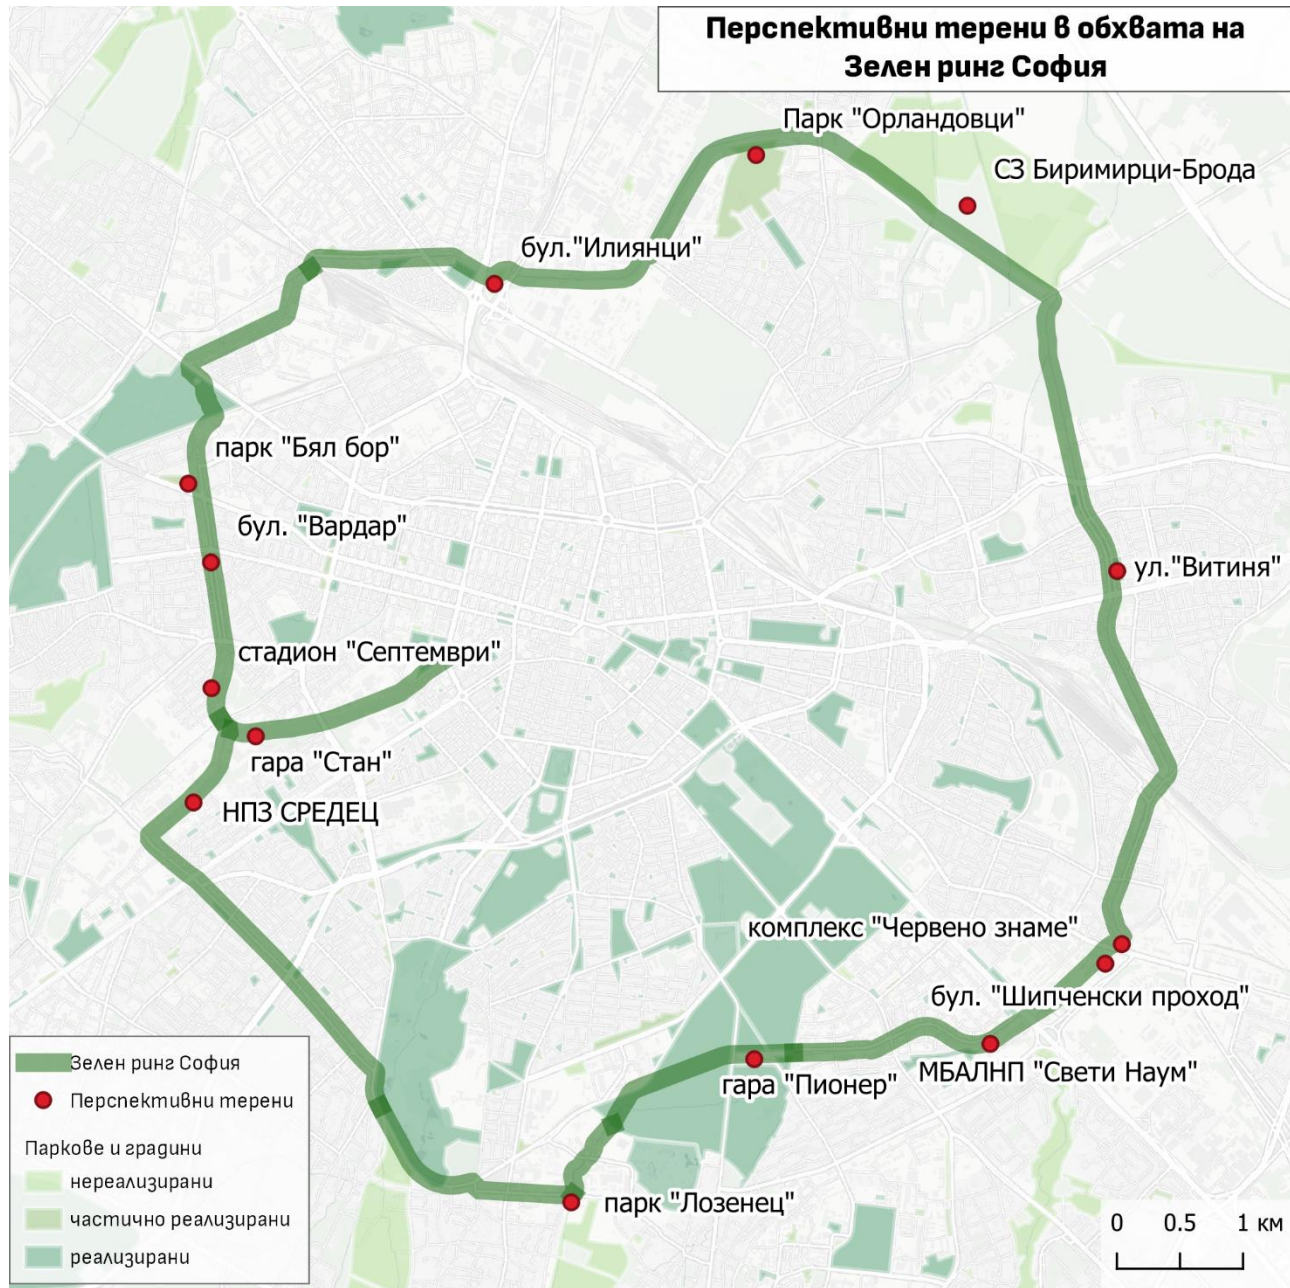 Перспективни терени в обхвата на
Зелен ринг София
Парк "Орландовци"
СЗ Биримирци-Брода
бул."Илиянци"
парк "Бял бор"
бул. "Вардар"
ул."Витиня"
стадион "Септември"
гара "Стан"
НПЗ СРЕДЕЦ
комплекс "Червено знаме"
бул. "Шипченски проход"
гара "Пионер"
МБАЛНП "Свети Наум"
парк "Лозенец"
Зелен ринг София
Перспективни терени
Паркове и градини
нереализирани
частично реализирани
реализирани
0 0.5 1 км